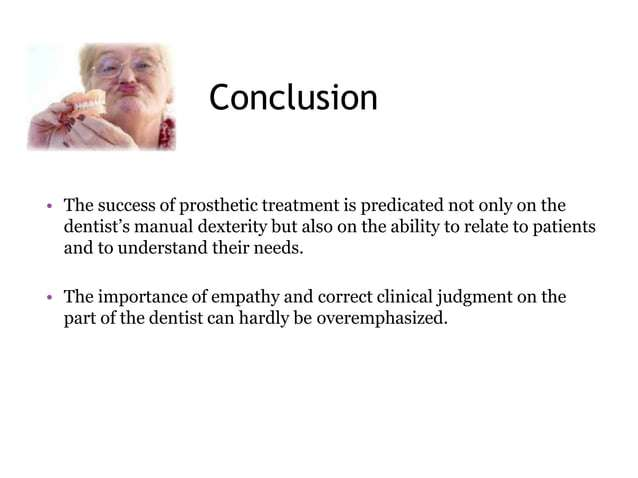 Conclusion
• The success of prosthetic treatment is predicated not only on the
dentist’s manual dexterity but also on the ability to relate to patients
and to understand their needs.
• The importance of empathy and correct clinical judgment on the
part of the dentist can hardly be overemphasized.